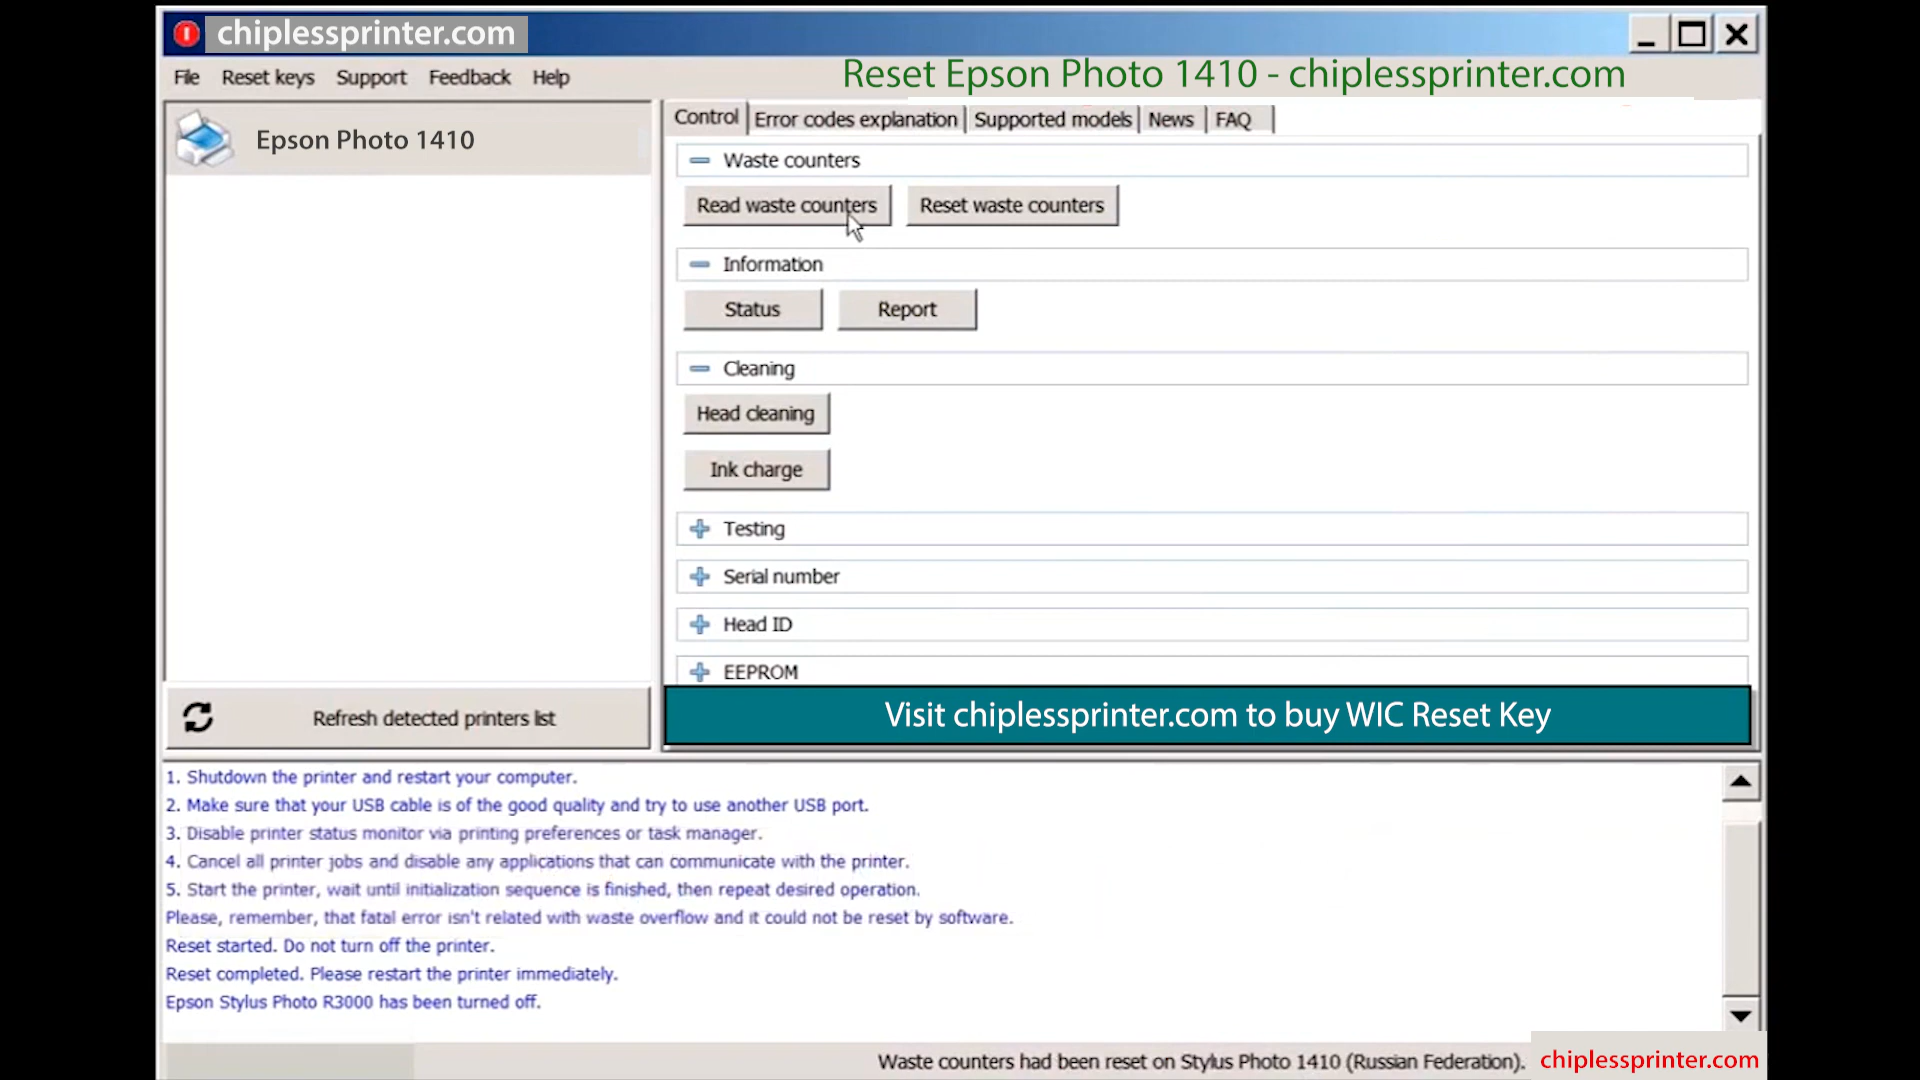 chiplessprinter.com
File Reset keys Support Feedback Help
Reset Epson Photo 1410 - chiplessprinter.com
Epson Photo 1410
Control Error codes explanation Supported models News FAQ
Waste counters
Read waste counters Reset waste counters
Information
Status Report
Cleaning
Head cleaning
Ink charge
Testing
Serial number
Head ID
EEPROM
Refresh detected printers list
Visit chiplessprinter.com to buy WIC Reset Key
1. Shutdown the printer and restart your computer.
2. Make sure that your USB cable is of the good quality and try to use another USB port.
3. Disable printer status monitor via printing preferences or task manager.
4. Cancel all printer jobs and disable any applications that can communicate with the printer.
5. Start the printer, wait until initialization sequence is finished, then repeat desired operation.
Please, remember, that fatal error isn't related with waste overflow and it could not be reset by software.
Reset started. Do not turn off the printer.
Reset completed. Please restart the printer immediately.
Epson Stylus Photo R3000 has been turned off.
Waste counters had been reset on Stylus Photo 1410 (Russian Federation).
chiplessprinter.com